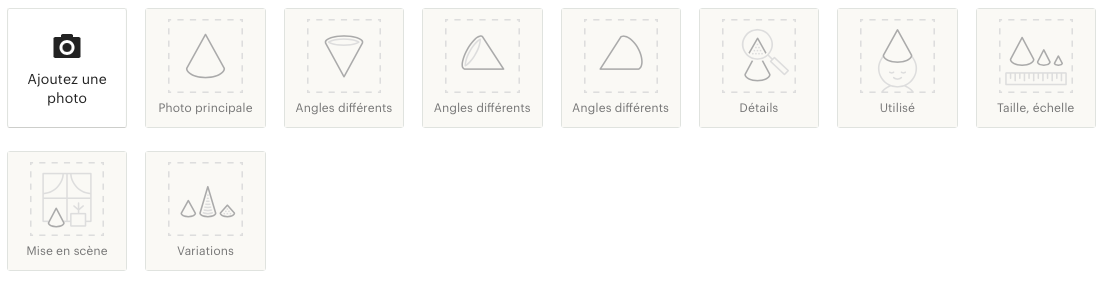 Ajoutez une
photo
Photo principale
Angles différents
Angles différents
Angles différents
Détails
Utilisé
Taille, échelle
Mise en scène
Variations